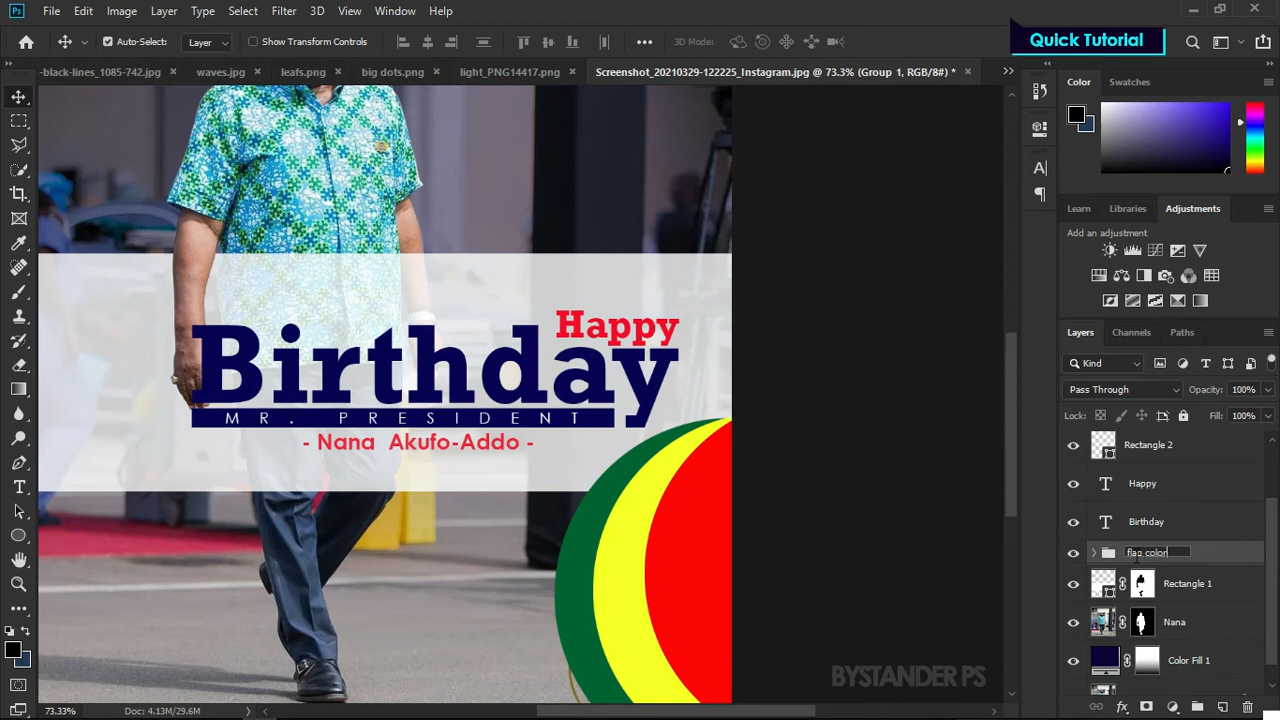 Ps File Edit Image Layer Type Select Filter 3D View Window Help
Quick Tutorial
Auto-Select: Layer Show Transform Controls 3D Mode:
-black-lines_1085-742.jpg waves.jpg leafs.png big dots.png light_PNG14417.png Screenshot_20210329-122225_Instagram.jpg @ 73.3% (Group 1, RGB/8#) *
Color Swatches
Learn Libraries Adjustments
Add an adjustment
Layers Channels Paths
Kind
Pass Through Opacity: 100%
Lock: Fill: 100%
Rectangle 2
Happy
Birthday
flag color
Rectangle 1
Nana
Color Fill 1
Happy
Birthday
MR. PRESIDENT
- Nana Akufo-Addo -
BYSTANDER PS
73.33% Doc: 4.13M/29.6M